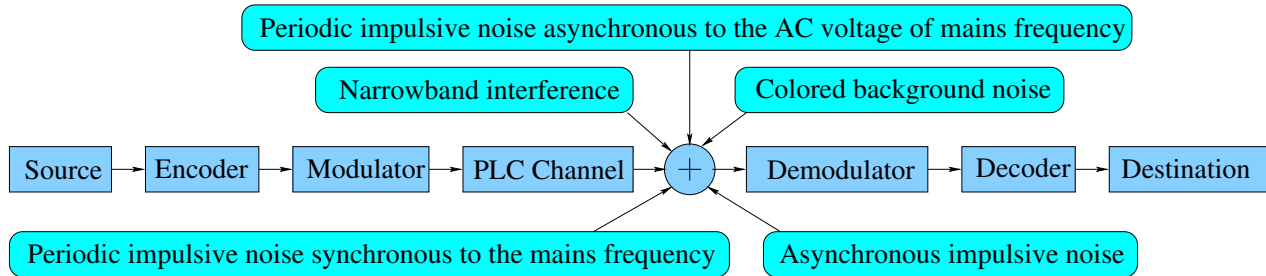 Periodic impulsive noise asynchronous to the AC voltage of mains frequency
Narrowband interference
Colored background noise
Source
Encoder
Modulator
PLC Channel
+
Demodulator
Decoder
Destination
Periodic impulsive noise synchronous to the mains frequency
Asynchronous impulsive noise